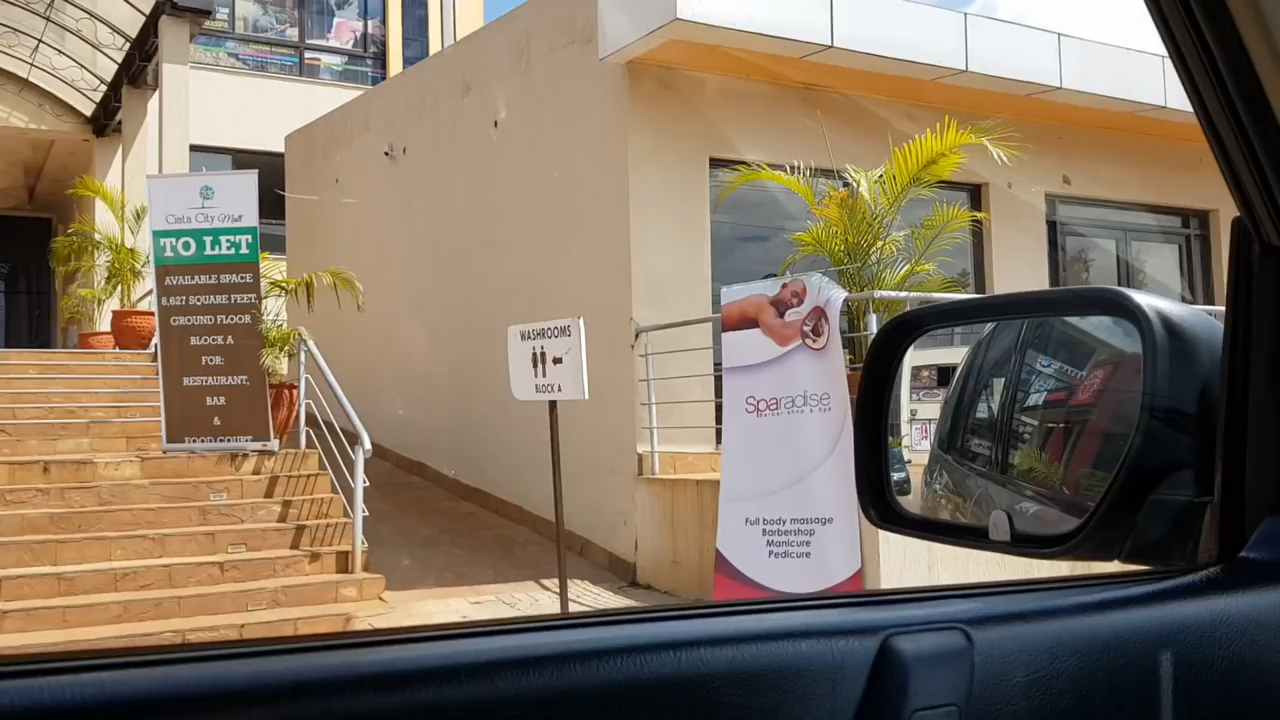 Ciata City Mall
TO LET
AVAILABLE SPACE
8,627 SQUARE FEET,
GROUND FLOOR
BLOCK A
FOR:
RESTAURANT,
BAR
&
FOOD COURT
WASHROOMS
BLOCK A
Sparadise
Barber shop & Spa
Full body massage
Barbershop
Manicure
Pedicure